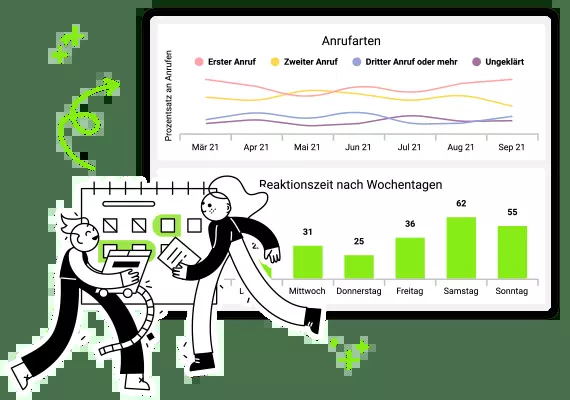 Anrufarten
Erster Anruf Zweiter Anruf Dritter Anruf oder mehr Ungeklärt
Prozentsatz an Anrufen
Mär 21 Apr 21 Mai 21 Jun 21 Jul 21 Aug 21 Sep 21
Reaktionszeit nach Wochentagen
31 25 36 62 55
Mittwoch Donnerstag Freitag Samstag Sonntag